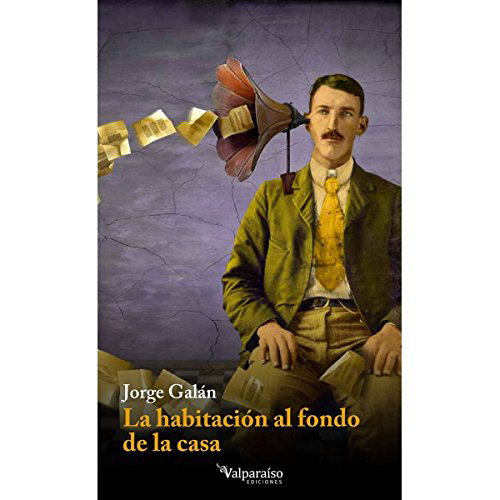 Jorge Galán
La habitación al fondo
de la casa
Valparaíso
EDICIONES